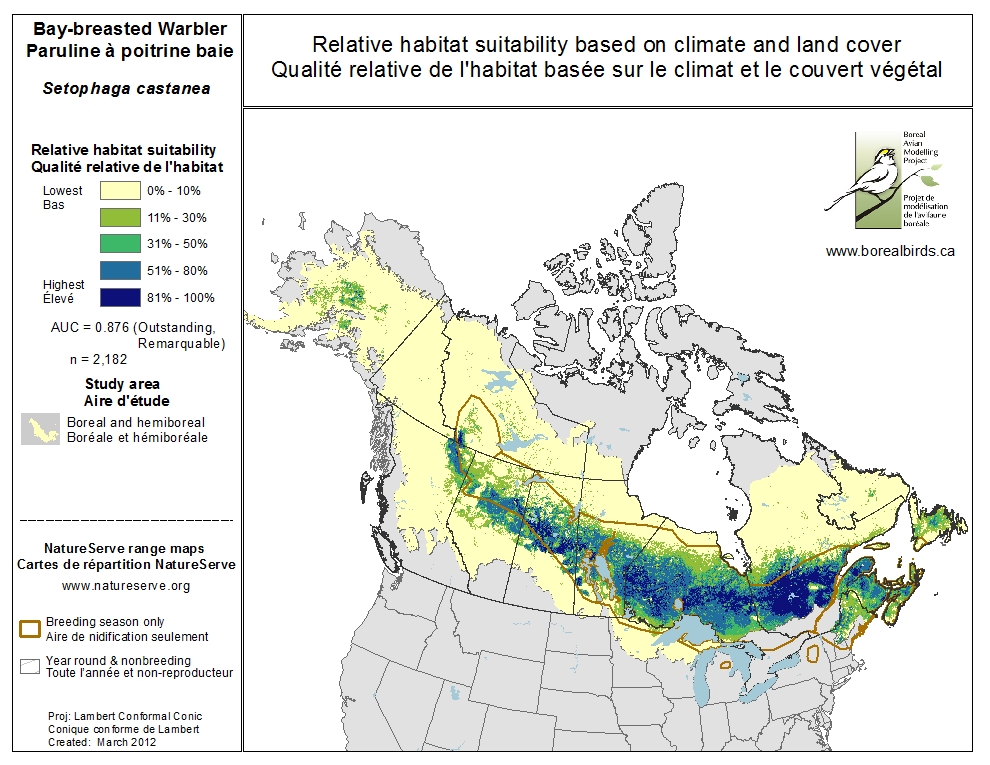 Bay-breasted Warbler
Paruline à poitrine baie
Setophaga castanea
Relative habitat suitability
Qualité relative de l'habitat
Lowest
Bas
0% - 10%
11% - 30%
31% - 50%
51% - 80%
Highest
Élevé
81% - 100%
AUC = 0.876 (Outstanding,
Remarquable)
n = 2,182
Study area
Aire d'étude
Boreal and hemiboreal
Boréale et hémiboréale
NatureServe range maps
Cartes de répartition NatureServe
www.natureserve.org
Breeding season only
Aire de nidification seulement
Year round & nonbreeding
Toute l'année et non-reproducteur
Proj: Lambert Conformal Conic
Conique conforme de Lambert
Created: March 2012
Relative habitat suitability based on climate and land cover
Qualité relative de l'habitat basée sur le climat et le couvert végétal
Boreal
Avian
Modelling
Project
Projet de
modélisation
de l'avifaune
boréale
www.borealbirds.ca